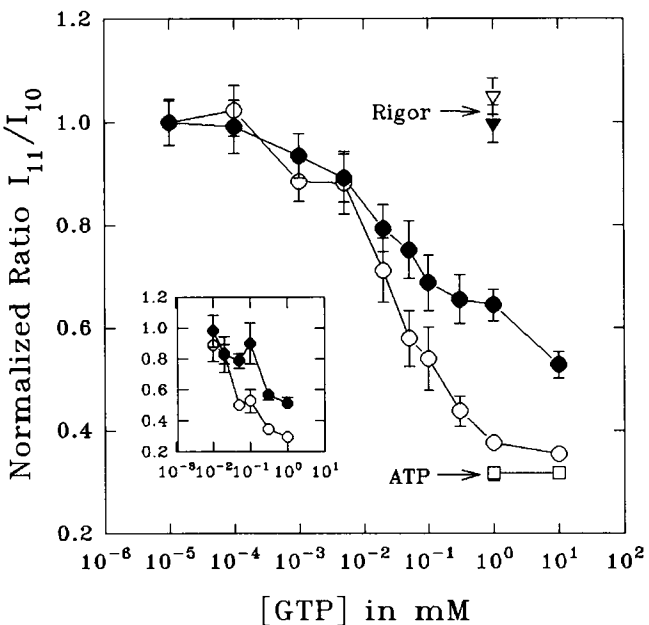 Normalized Ratio I₁₁/I₁₀
1.2
1.0
0.8
0.6
0.4
0.2
Rigor
ATP
1.2
1.0
0.8
0.6
0.4
0.2
10⁻³ 10⁻² 10⁻¹ 10⁰ 10¹
10⁻⁶ 10⁻⁵ 10⁻⁴ 10⁻³ 10⁻² 10⁻¹ 10⁰ 10¹ 10²
[GTP] in mM